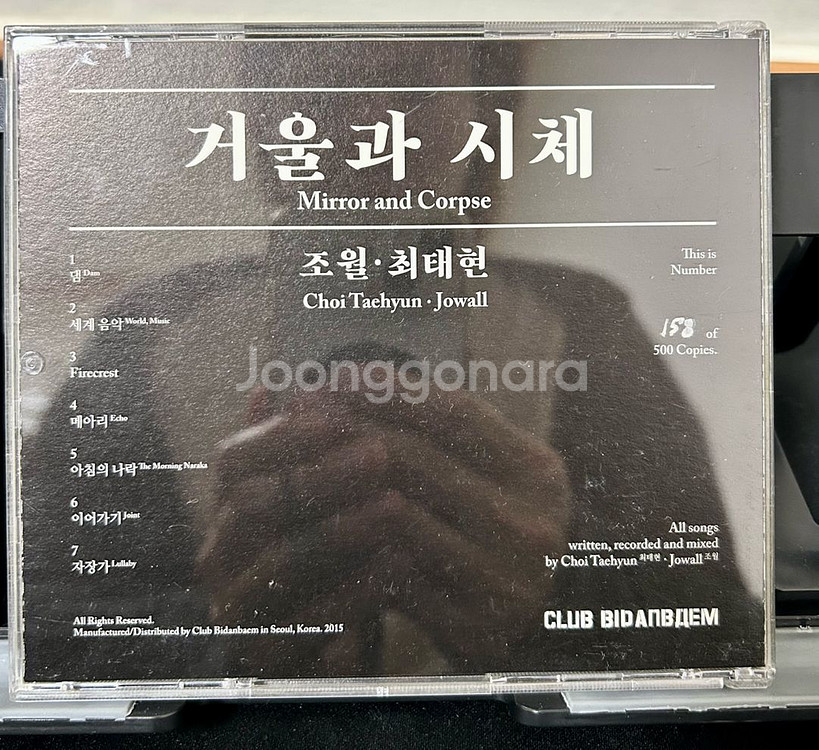 거울과 시체
Mirror and Corpse
조월·최태현
Choi Taehyun · Jowall
1
댐 Dam
2
세계 음악 World, Music
3
Firecrest
4
메아리 Echo
5
아침의 나락 The Morning Naraka
6
이어가기 Joint
7
자장가 Lullaby
This is
Number
158 of
500 Copies.
Joonggonara
All songs
written, recorded and mixed
by Choi Taehyun 최태현 · Jowall 조월
All Rights Reserved.
Manufactured/Distributed by Club Bidanbaem in Seoul, Korea. 2015
CLUB BIDAПBДEM